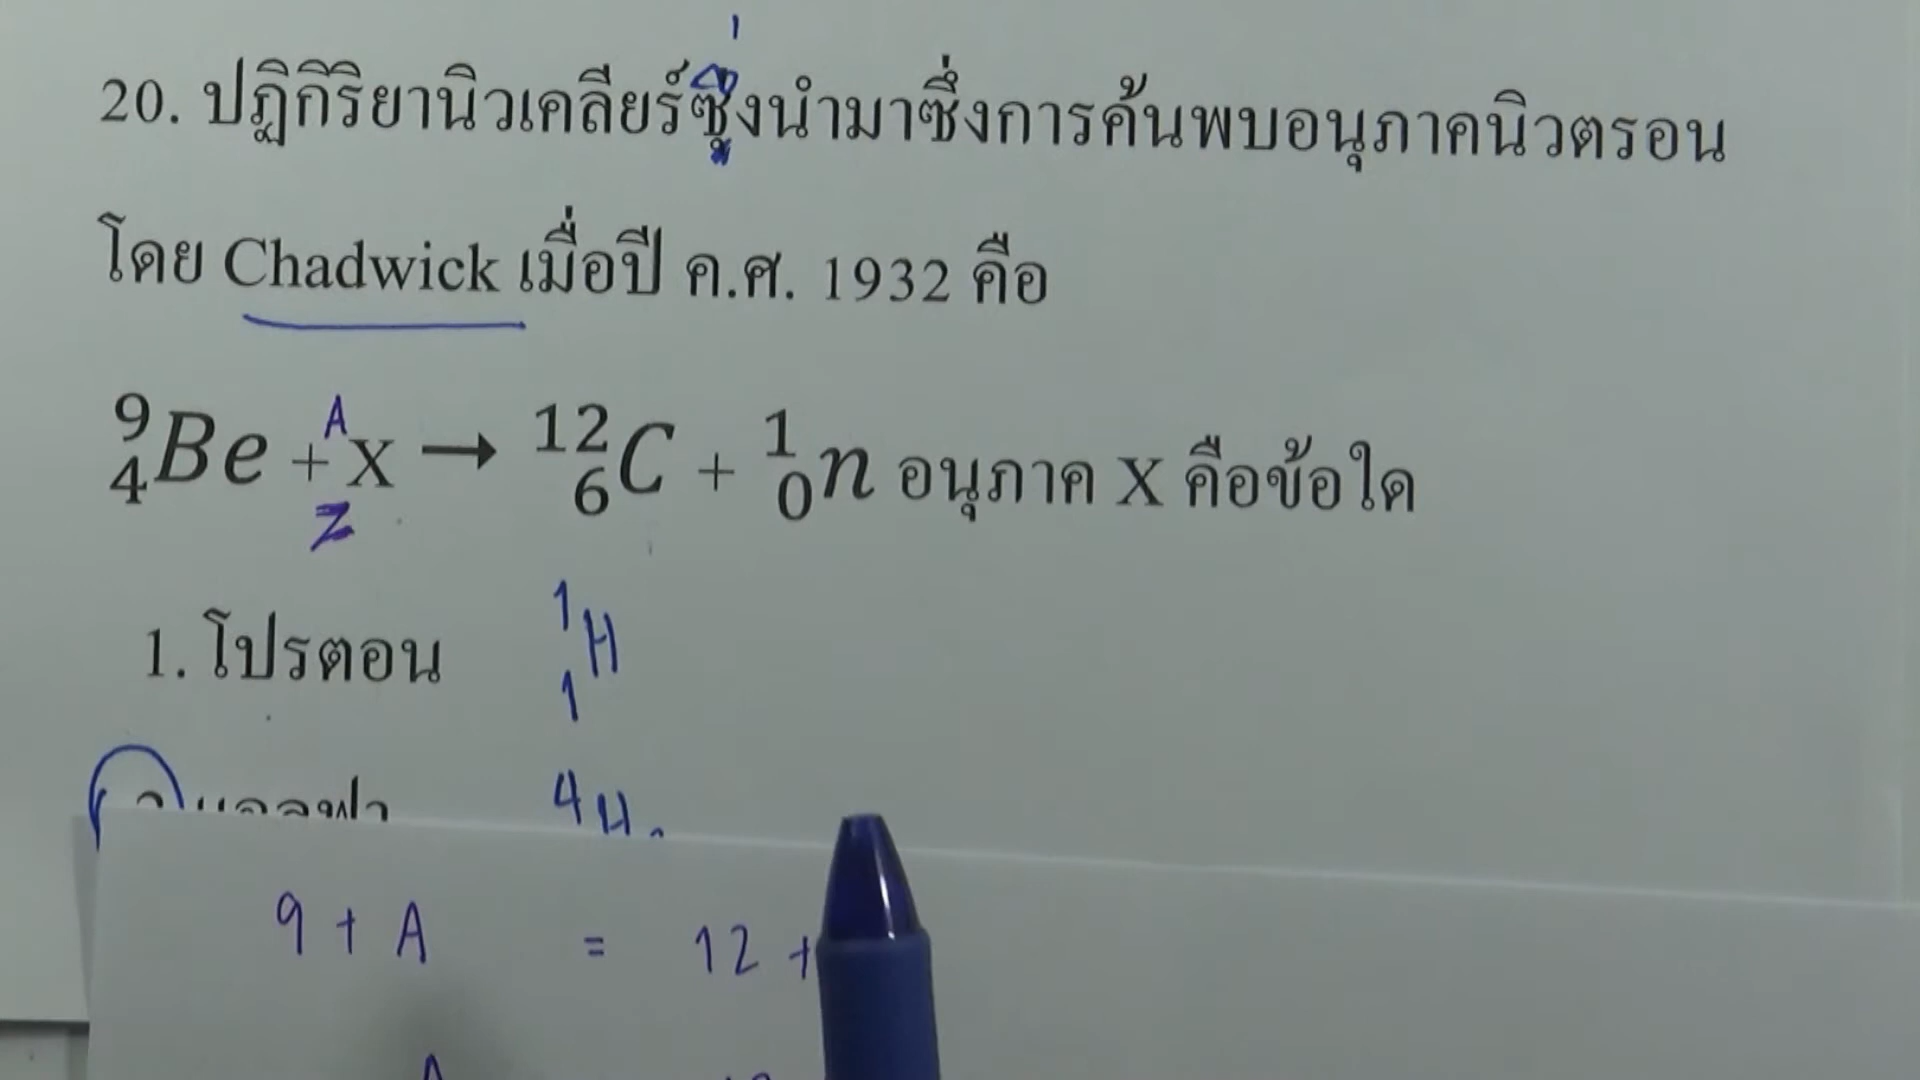 20. ปฏิกิริยานิวเคลียร์ซึ่งนำมาซึ่งการค้นพบอนุภาคนิวตรอน
โดย Chadwick เมื่อปี ค.ศ. 1932 คือ
⁹₄Be + ᴬ_Z X → ¹²₆C + ¹₀n อนุภาค X คือข้อใด
1. โปรตอน ¹₁H
9 + A = 12 +